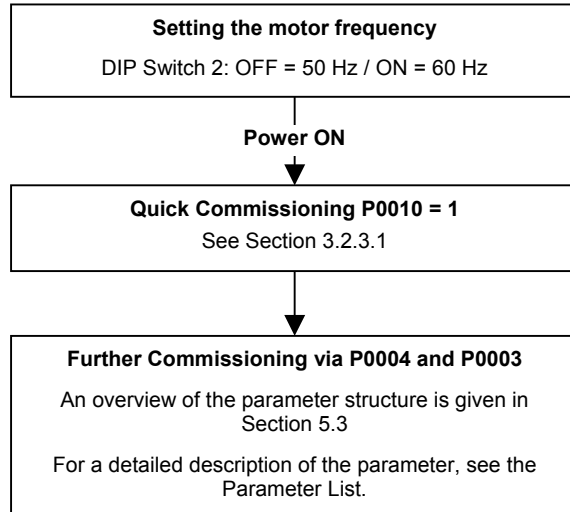 Setting the motor frequency
DIP Switch 2: OFF = 50 Hz / ON = 60 Hz
Power ON
Quick Commissioning P0010 = 1
See Section 3.2.3.1
Further Commissioning via P0004 and P0003
An overview of the parameter structure is given in
Section 5.3
For a detailed description of the parameter, see the
Parameter List.